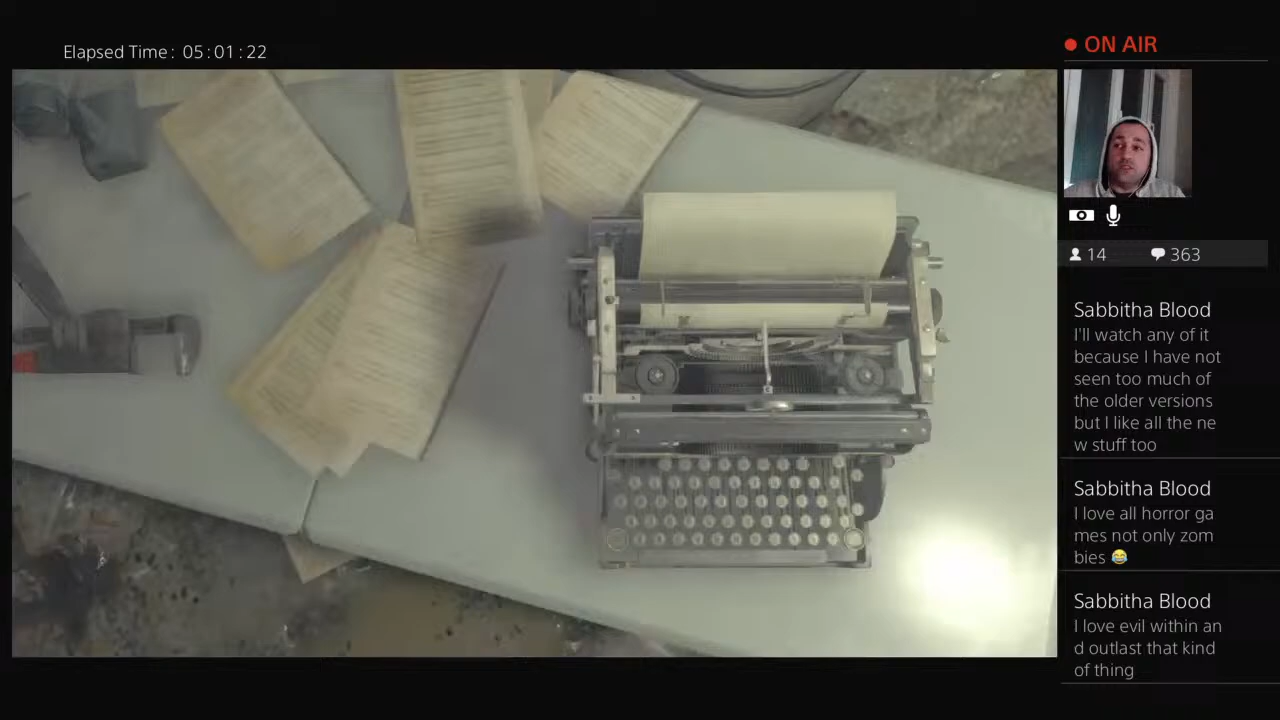 Elapsed Time: 05:01:22
ON AIR
14 363
Sabbitha Blood
I'll watch any of it
because I have not
seen too much of
the older versions
but I like all the ne
w stuff too
Sabbitha Blood
I love all horror ga
mes not only zom
bies 😂
Sabbitha Blood
I love evil within an
d outlast that kind
of thing